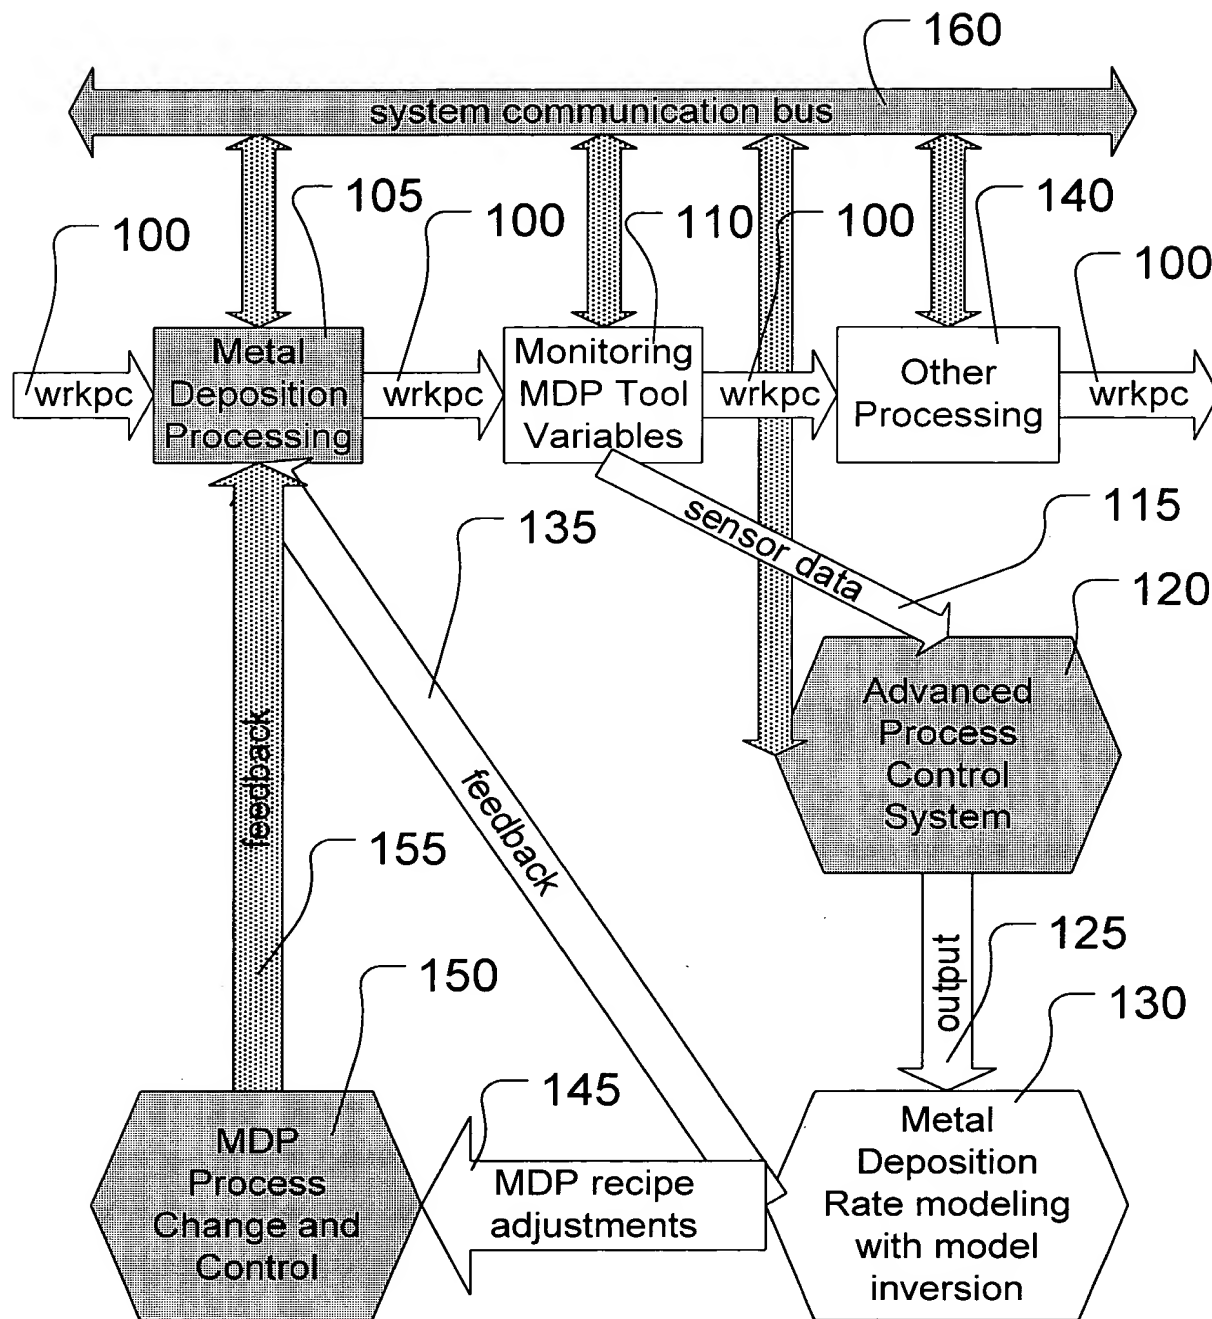 160
system communication bus
105
100
110
140
100
100
100
100
wrkpc
Metal
Deposition
Processing
wrkpc
Monitoring
MDP Tool
Variables
wrkpc
Other
Processing
wrkpc
sensor data
115
135
120
Advanced
Process
Control
System
feedback
feedback
155
125
output
150
130
145
MDP
Process
Change and
Control
MDP recipe
adjustments
Metal
Deposition
Rate modeling
with model
inversion